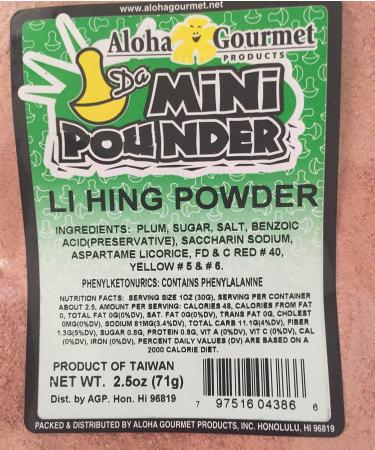 www.alohagourmet.net
Aloha Gourmet
PRODUCTS
Da
MiNi
POUNDER
LI HING POWDER
INGREDIENTS: PLUM, SUGAR, SALT, BENZOIC
ACID(PRESERVATIVE), SACCHARIN SODIUM,
ASPARTAME LICORICE, FD & C RED # 40,
YELLOW # 5 & # 6.
PHENYLKETONURICS: CONTAINS PHENYLALANINE
NUTRITION FACTS: SERVING SIZE 1OZ (30G), SERVING PER CONTAINER
ABOUT 2.5, AMOUNT PER SERVING: CALORIES 48, CALORIES FROM FAT
0, TOTAL FAT 0G(0%DV), SAT. FAT 0G(0%DV), TRANS FAT 0G, CHOLEST
0MG(0%DV), SODIUM 81MG(3.4%DV), TOTAL CARB 11.1G(4%DV), FIBER
1.3G(5%DV), SUGAR 0.8G, PROTEIN 0.8G, VIT A (0%DV), VIT C (0%DV), CAL
(0%DV), IRON (0%DV), PERCENT DAILY VALUES (DV) ARE BASED ON A
2000 CALORIE DIET.
PRODUCT OF TAIWAN
NET WT. 2.5oz (71g)
Dist. by AGP. Hon. Hi 96819
7 97516 04386 6
PACKED & DISTRIBUTED BY ALOHA GOURMET PRODUCTS, INC. HONOLULU, HI 96819